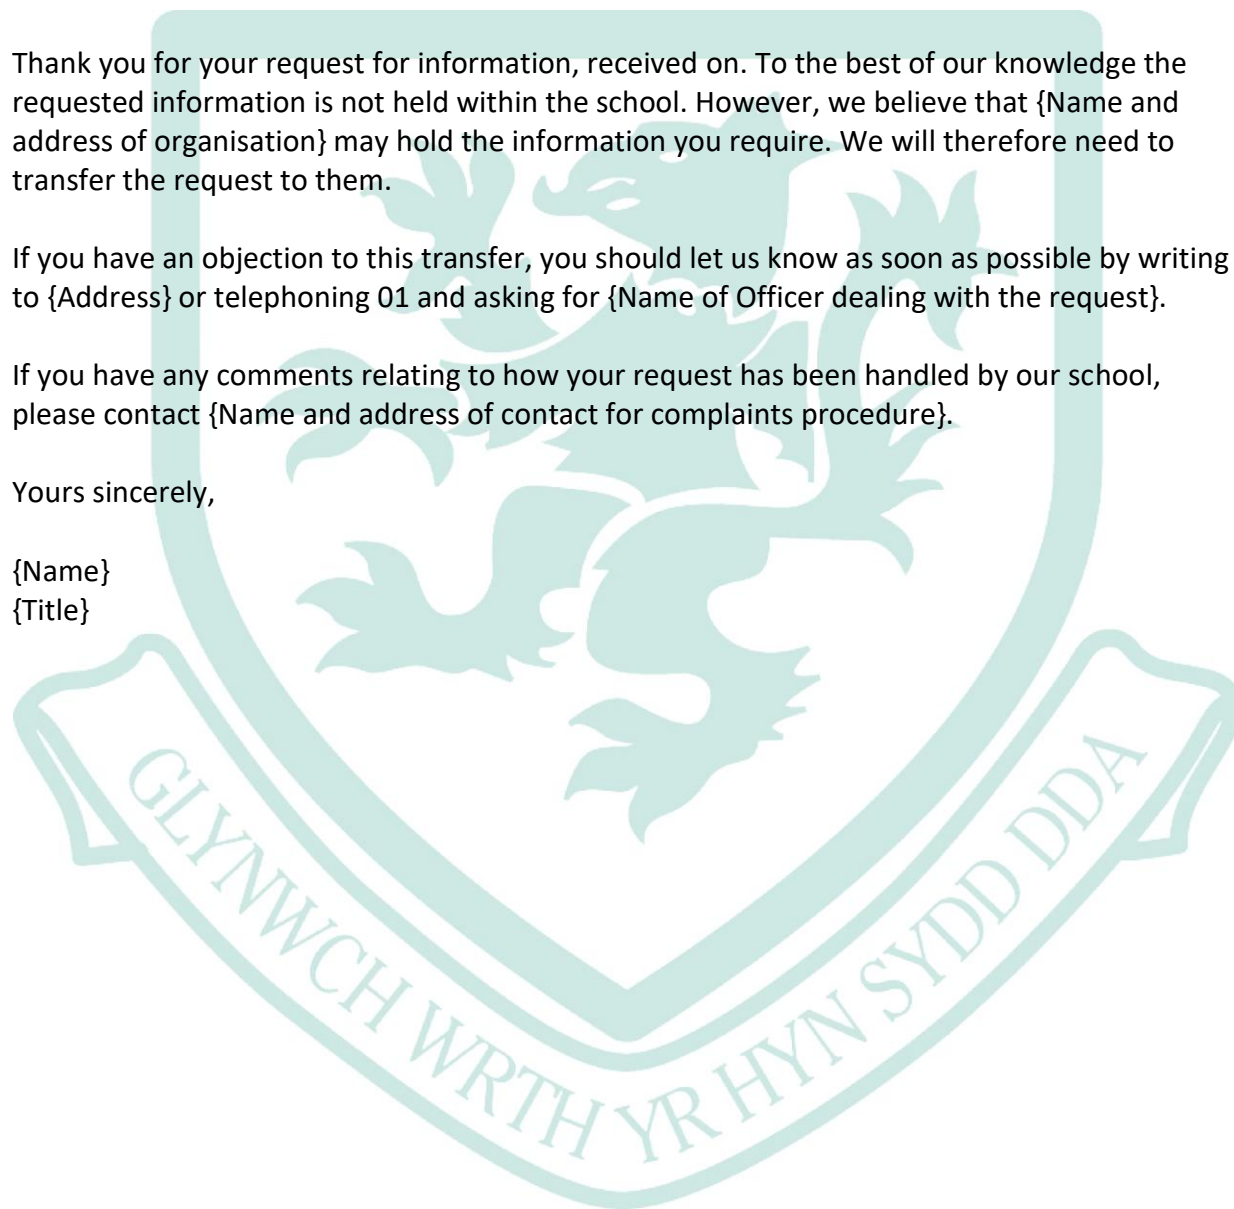 Thank you for your request for information, received on. To the best of our knowledge the
requested information is not held within the school. However, we believe that {Name and
address of organisation} may hold the information you require. We will therefore need to
transfer the request to them.
If you have an objection to this transfer, you should let us know as soon as possible by writing
to {Address} or telephoning 01 and asking for {Name of Officer dealing with the request}.
If you have any comments relating to how your request has been handled by our school,
please contact {Name and address of contact for complaints procedure}.
Yours sincerely,
{Name}
{Title}
GLYNWCH WRTH YR HYN SYDD DDA